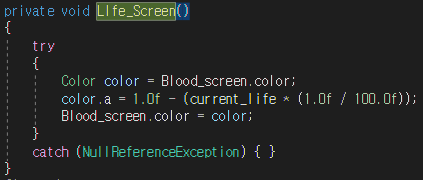 private void Life_Screen()
{
try
{
Color color = Blood_screen.color;
color.a = 1.0f - (current_life * (1.0f / 100.0f));
Blood_screen.color = color;
}
catch (NullReferenceException) { }
}